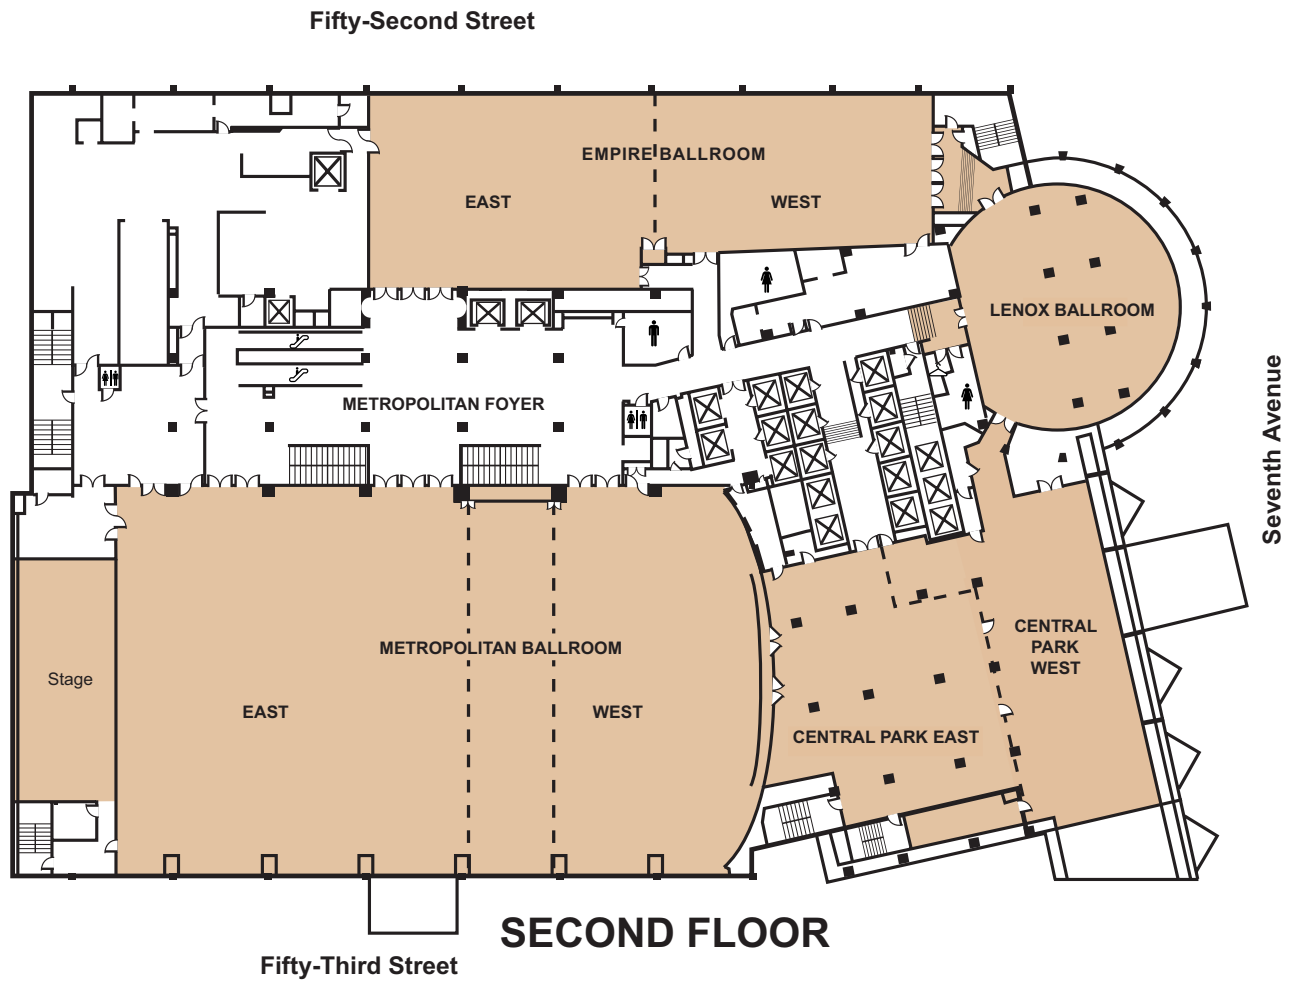 Fifty-Second Street
EMPIRE BALLROOM
EAST
WEST
LENOX BALLROOM
METROPOLITAN FOYER
Seventh Avenue
CENTRAL
PARK
WEST
METROPOLITAN BALLROOM
Stage
EAST
WEST
CENTRAL PARK EAST
SECOND FLOOR
Fifty-Third Street